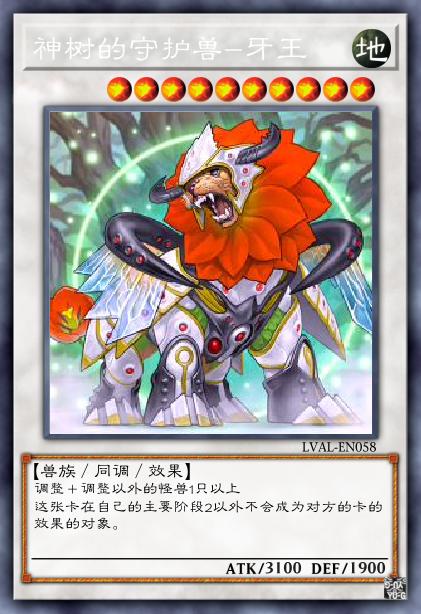 神树的守护兽-牙王
地
LVAL-EN058
【兽族／同调／效果】
调整＋调整以外的怪兽1只以上
这张卡在自己的主要阶段2以外不会成为对方的卡的
效果的对象。
ATK/3100 DEF/1900